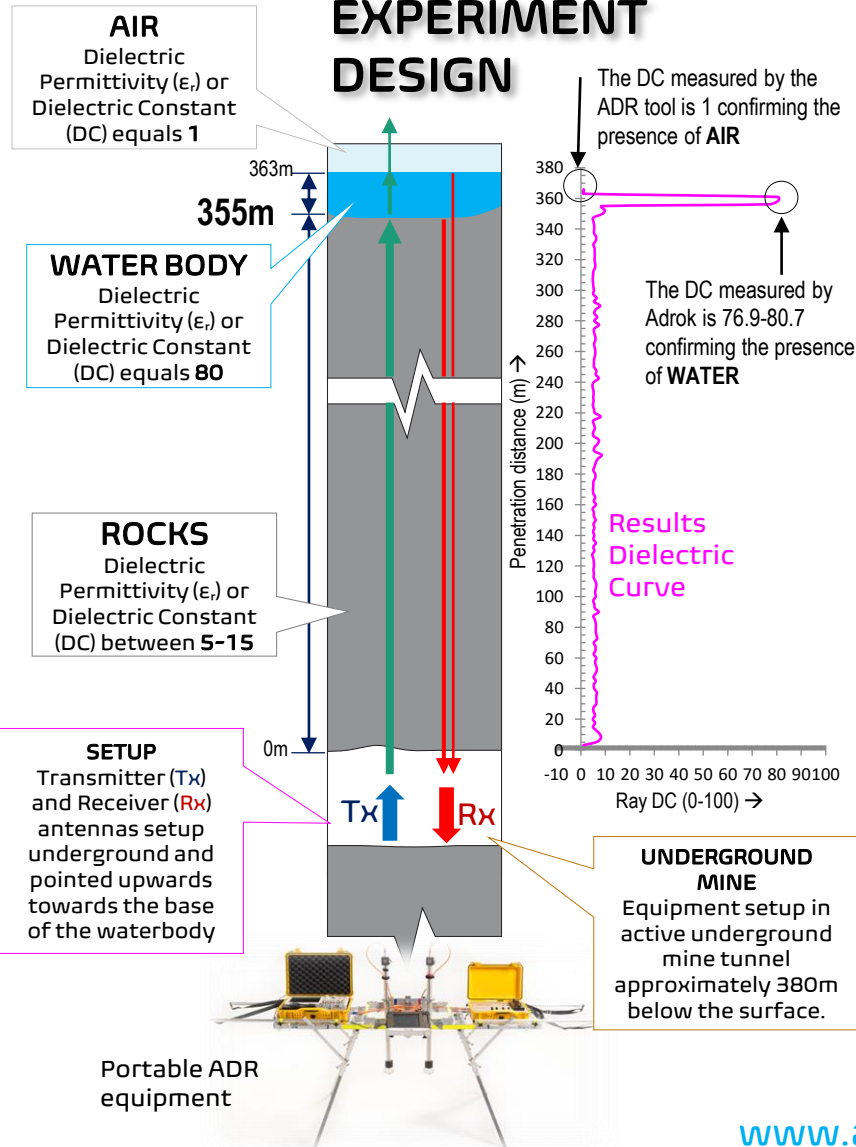 EXPERIMENT
DESIGN
AIR
Dielectric
Permittivity (εᵣ) or
Dielectric Constant
(DC) equals 1
363m
355m
WATER BODY
Dielectric
Permittivity (εᵣ) or
Dielectric Constant
(DC) equals 80
ROCKS
Dielectric
Permittivity (εᵣ) or
Dielectric Constant
(DC) between 5-15
0m
SETUP
Transmitter (Tx)
and Receiver (Rx)
antennas setup
underground and
pointed upwards
towards the base
of the waterbody
Tx
Rx
The DC measured by the
ADR tool is 1 confirming the
presence of AIR
The DC measured by
Adrok is 76.9-80.7
confirming the presence
of WATER
Penetration distance (m) →
380
360
340
320
300
280
260
240
220
200
180
160
140
120
100
80
60
40
20
0
-10 0 10 20 30 40 50 60 70 80 90 100
Ray DC (0-100) →
Results
Dielectric
Curve
UNDERGROUND
MINE
Equipment setup in
active underground
mine tunnel
approximately 380m
below the surface.
Portable ADR
equipment
www.a